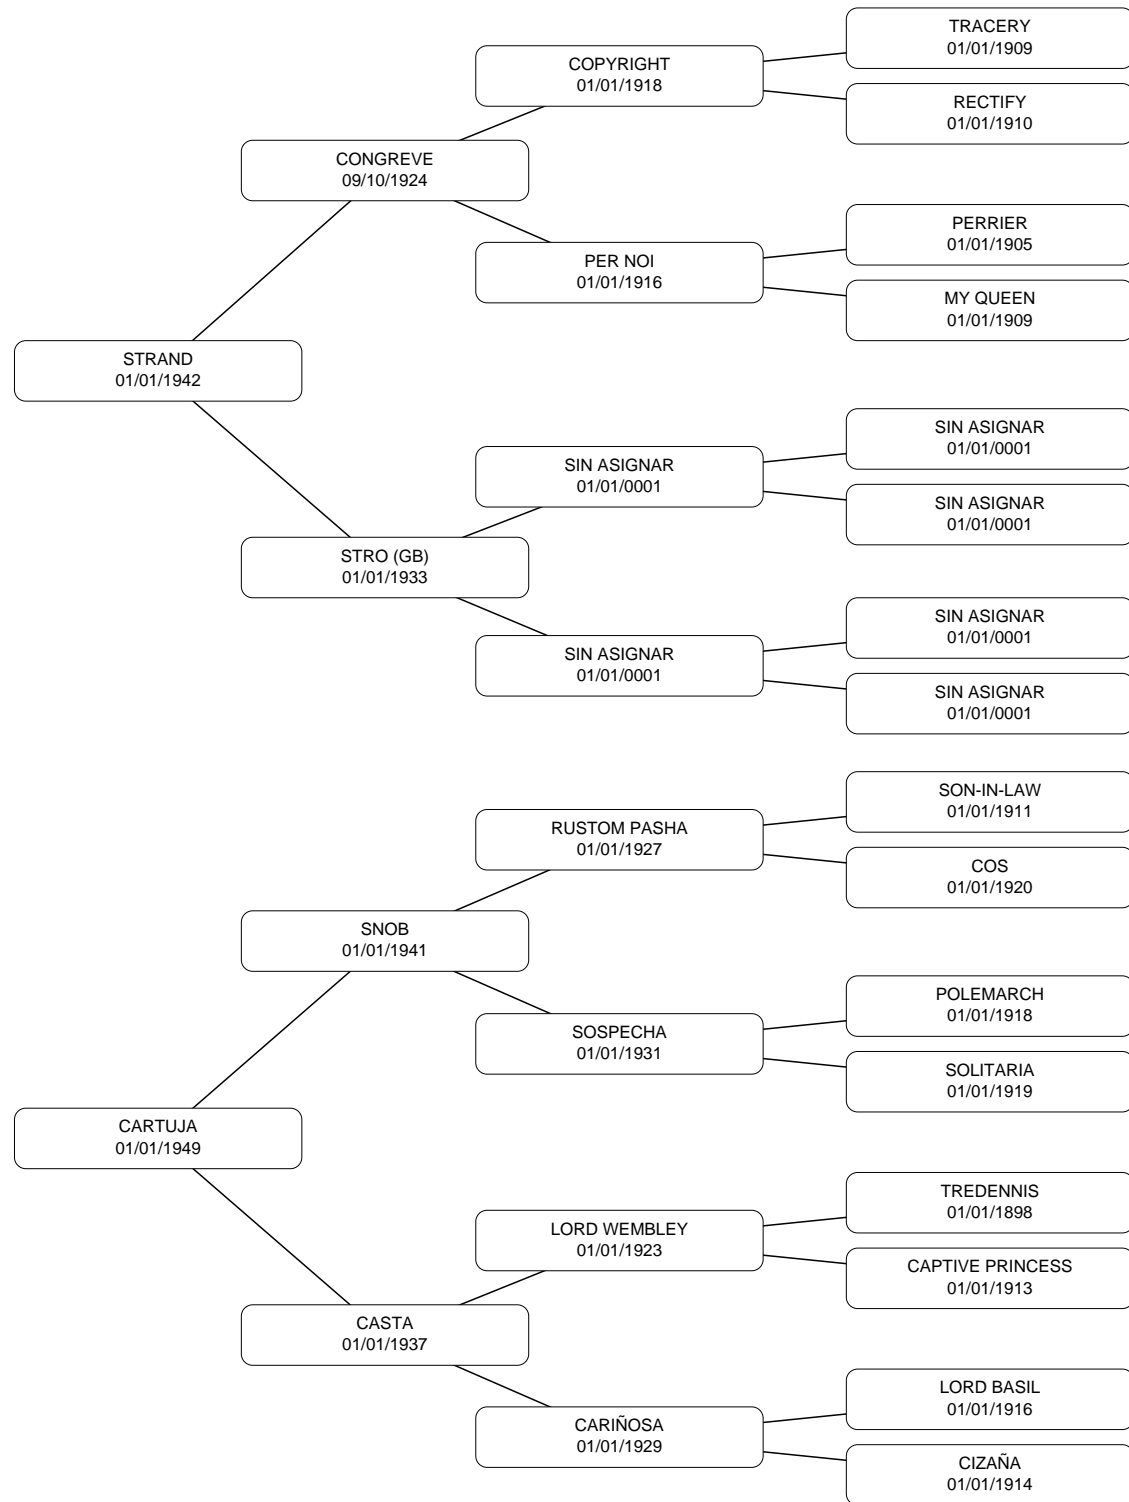 TRACERY
01/01/1909
COPYRIGHT
01/01/1918
RECTIFY
01/01/1910
CONGREVE
09/10/1924
PERRIER
01/01/1905
PER NOI
01/01/1916
MY QUEEN
01/01/1909
STRAND
01/01/1942
SIN ASIGNAR
01/01/0001
SIN ASIGNAR
01/01/0001
SIN ASIGNAR
01/01/0001
STRO (GB)
01/01/1933
SIN ASIGNAR
01/01/0001
SIN ASIGNAR
01/01/0001
SIN ASIGNAR
01/01/0001
SON-IN-LAW
01/01/1911
RUSTOM PASHA
01/01/1927
COS
01/01/1920
SNOB
01/01/1941
POLEMARCH
01/01/1918
SOSPECHA
01/01/1931
SOLITARIA
01/01/1919
CARTUJA
01/01/1949
TREDENNIS
01/01/1898
LORD WEMBLEY
01/01/1923
CAPTIVE PRINCESS
01/01/1913
CASTA
01/01/1937
LORD BASIL
01/01/1916
CARIÑOSA
01/01/1929
CIZAÑA
01/01/1914